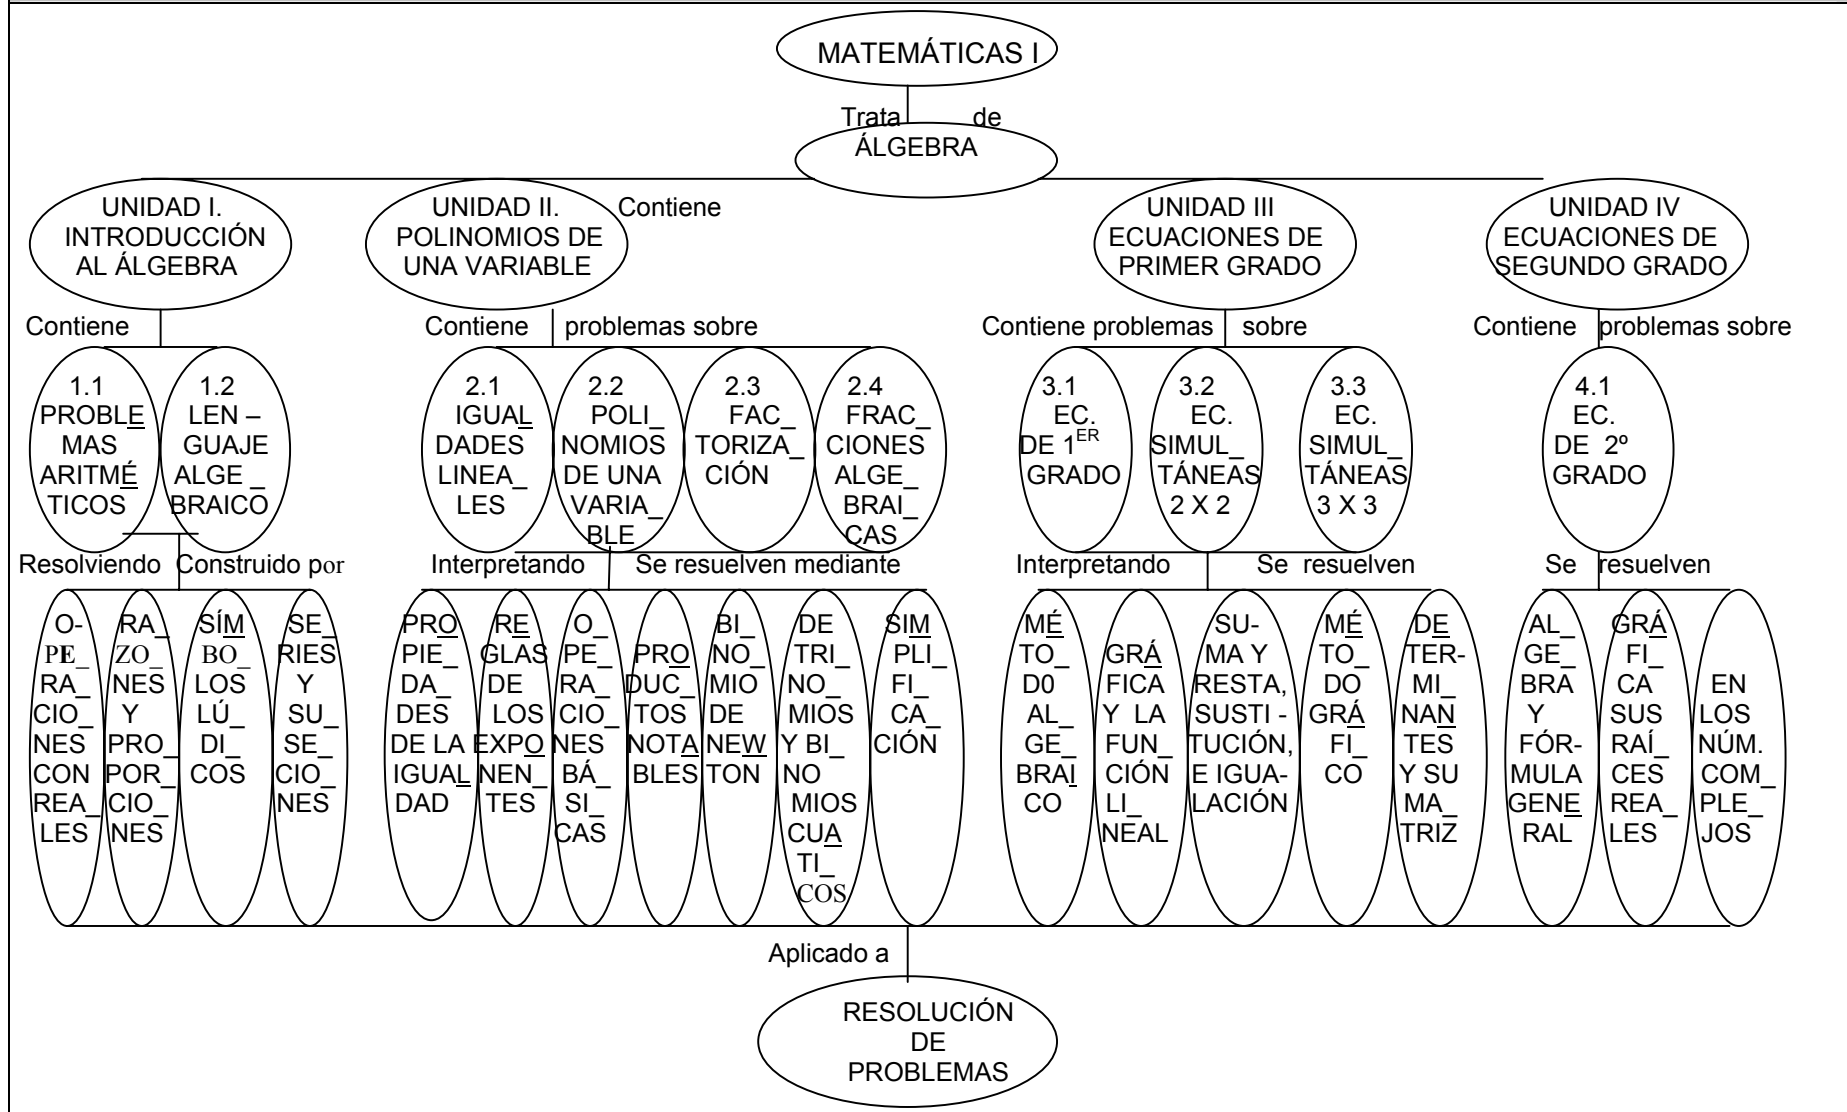 MATEMÁTICAS I
Trata de
ÁLGEBRA
UNIDAD I.
INTRODUCCIÓN
AL ÁLGEBRA
UNIDAD II.
POLINOMIOS DE
UNA VARIABLE
Contiene
UNIDAD III
ECUACIONES DE
PRIMER GRADO
UNIDAD IV
ECUACIONES DE
SEGUNDO GRADO
Contiene
Contiene problemas sobre
Contiene problemas sobre
Contiene problemas sobre
1.1
PROBLE
MAS
ARITMÉ
TICOS
1.2
LEN –
GUAJE
ALGE _
BRAICO
2.1
IGUAL
DADES
LINEA_
LES
2.2
POLI_
NOMIOS
DE UNA
VARIA_
BLE
2.3
FAC_
TORIZA_
CIÓN
2.4
FRAC_
CIONES
ALGE_
BRAI_
CAS
3.1
EC.
DE 1ER
GRADO
3.2
EC.
SIMUL_
TÁNEAS
2 X 2
3.3
EC.
SIMUL_
TÁNEAS
3 X 3
4.1
EC.
DE 2º
GRADO
Resolviendo Construido por
Interpretando Se resuelven mediante
Interpretando Se resuelven
Se resuelven
O-
PE_
RA_
CIO_
NES
CON
REA_
LES
RA_
ZO_
NES
Y
PRO_
POR_
CIO_
NES
SÍM
BO_
LOS
LÚ_
DI_
COS
SE_
RIES
Y
SU_
SE_
CIO_
NES
PRO
PIE_
DA_
DES
DE LA
IGUAL
DAD
RE
GLAS
DE
LOS
EXPO
NEN_
TES
O_
PE_
RA_
CIO_
NES
BÁ_
SI_
CAS
PRO
DUC_
TOS
NOTA
BLES
BI_
NO_
MIO
DE
NEW
TON
DE
TRI_
NO_
MIOS
Y BI_
NO
MIOS
CUA
TI_
COS
SIM
PLI_
FI_
CA_
CIÓN
MÉ
TO_
D0
AL_
GE_
BRAI
CO
GRÁ
FICA
Y LA
FUN_
CIÓN
LI_
NEAL
SU-
MA Y
RESTA,
SUSTI -
TUCIÓN,
E IGUA-
LACIÓN
MÉ
TO_
DO
GRÁ
FI_
CO
DE
TER-
MI_
NAN
TES
Y SU
MA_
TRIZ
AL_
GE_
BRA
Y
FÓR-
MULA
GENE
RAL
GRÁ
FI_
CA
SUS
RAÍ_
CES
REA_
LES
EN
LOS
NÚM.
COM_
PLE_
JOS
Aplicado a
RESOLUCIÓN
DE
PROBLEMAS